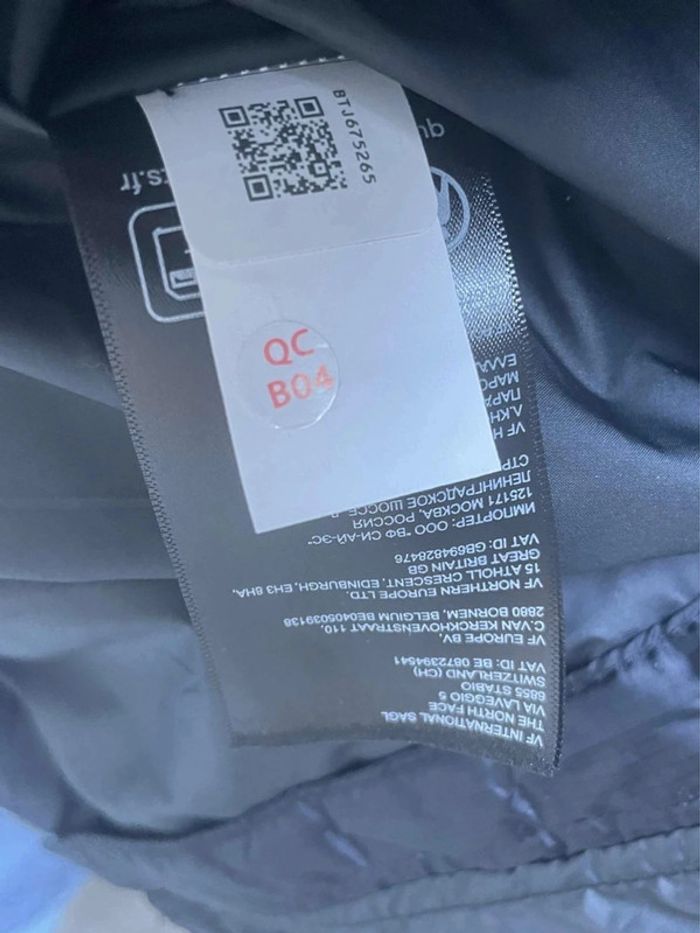 BTJ675265
QC
B04
VF INTERNATIONAL SAGL
THE NORTH FACE
VIA LAVEGGIO 5
6855 STABIO
SWITZERLAND (CH)
VAT ID: BE 0872394541
VF EUROPE BV,
C.VAN KERCKHOVENSTRAAT 110,
2880 BORNEM, BELGIUM BE0405039138
VF NORTHERN EUROPE LTD.
15 ATHOLL CRESCENT, EDINBURGH, EH3 8HA,
GREAT BRITAIN GB
VAT ID: GB694828476
ИМПОРТЕР: ООО "ВФ СИ-АЙ-ЭС"
125171 МОСКВА, РОССИЯ
ЛЕНИНГРАДСКОЕ ШОССЕ
СТР
VF H